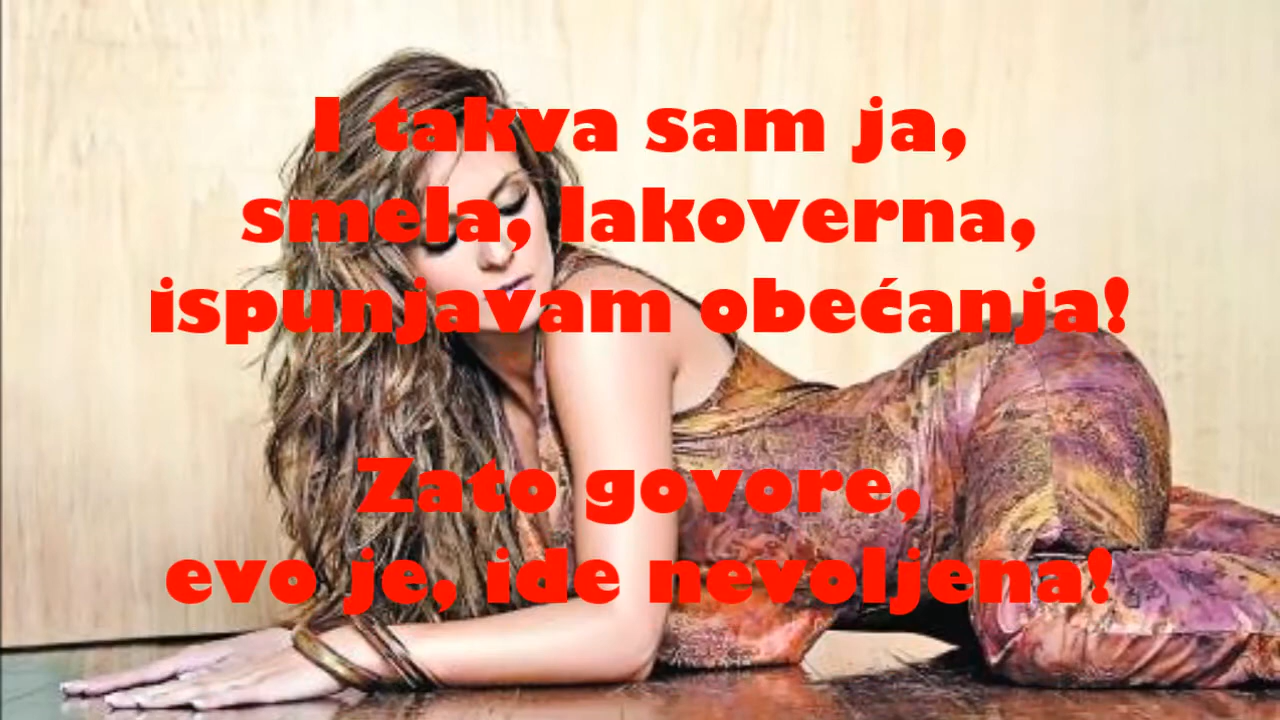 I takva sam ja,
smela, lakoverna,
ispunjavam obećanja!
Zato govore,
evo je, ide nevoljena!